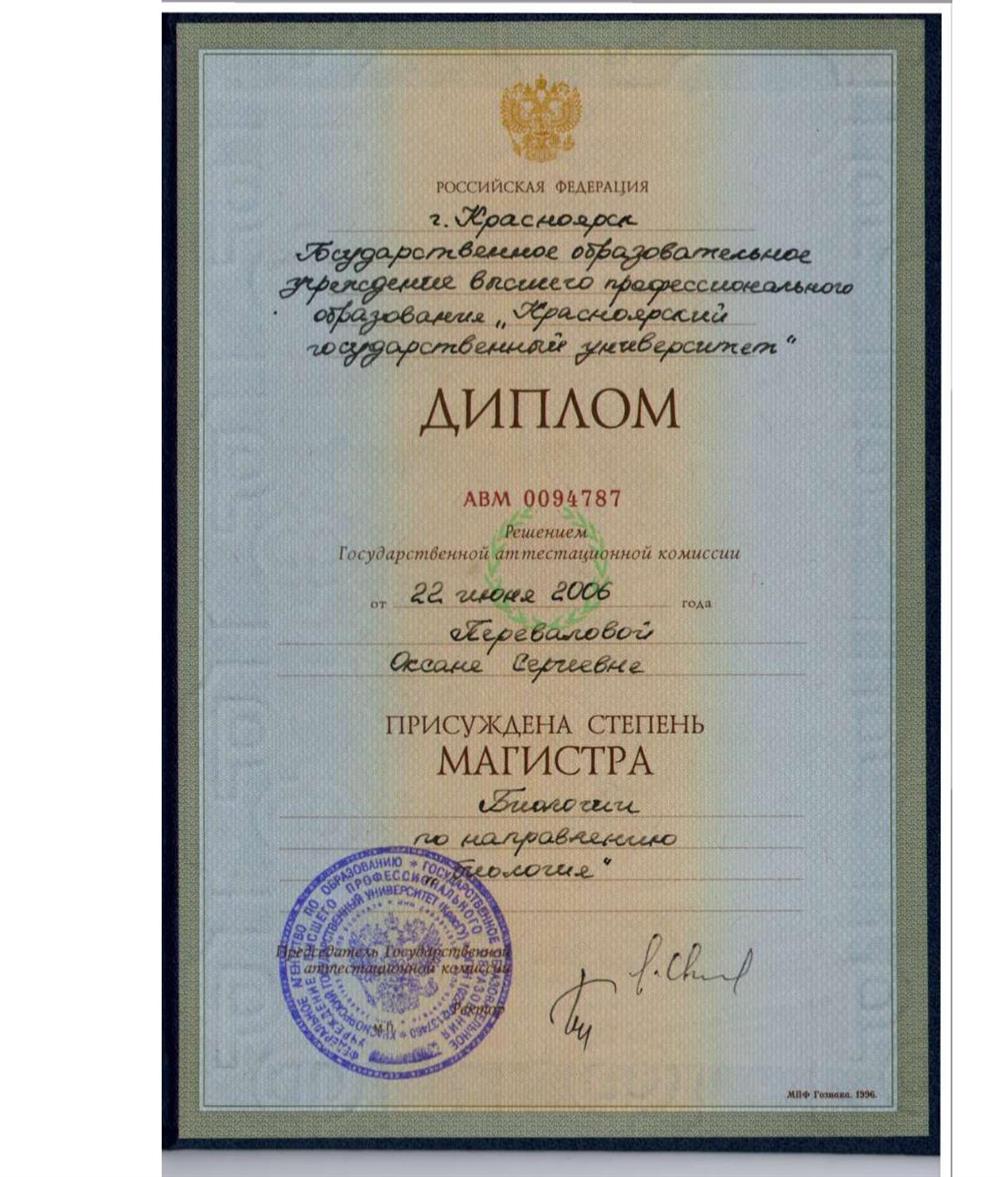 РОССИЙСКАЯ ФЕДЕРАЦИЯ
г. Красноярск
Государственное образовательное
учреждение высшего профессионального
образования „Красноярский
государственный университет“
ДИПЛОМ
АВМ 0094787
Решением
Государственной аттестационной комиссии
от 22 июня 2006 года
Переваловой
Оксане Сергеевне
ПРИСУЖДЕНА СТЕПЕНЬ
МАГИСТРА
Биологии
по направлению
„Биология“
Председатель Государственной
аттестационной комиссии
Ректор
М.П.
МПФ Гознака. 1996.